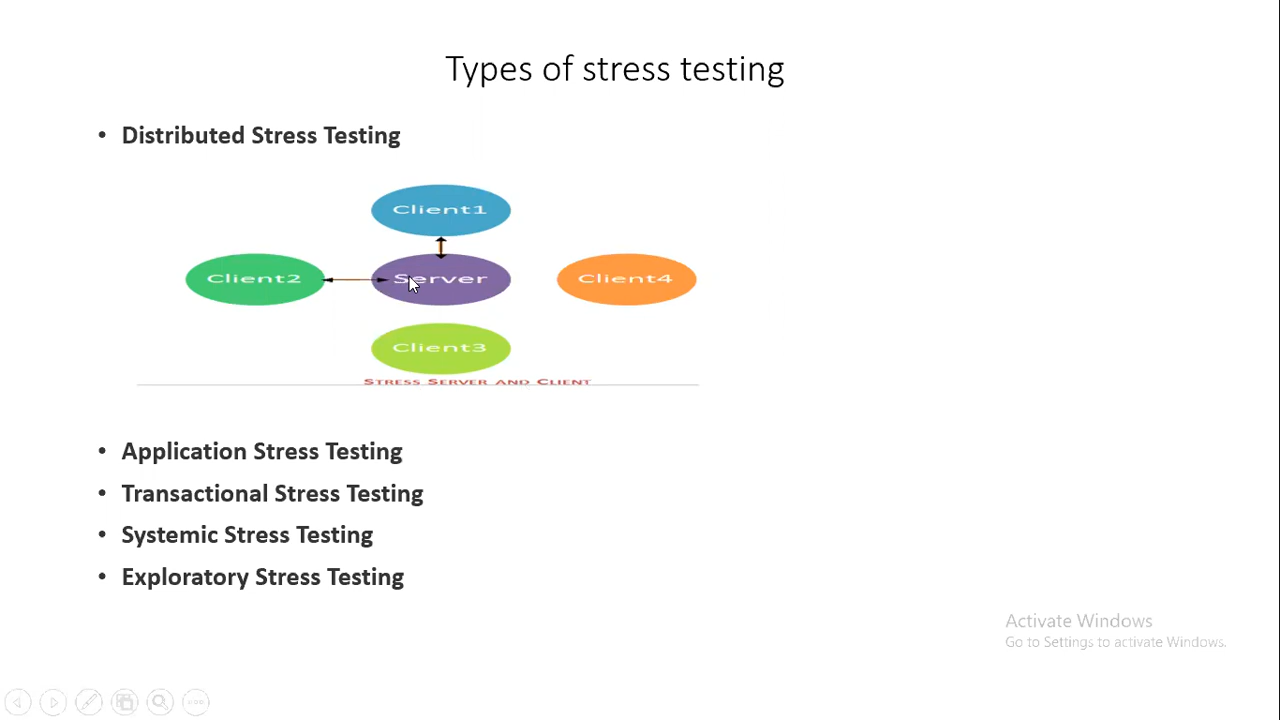 Types of stress testing
• Distributed Stress Testing
Client1
Client2
Server
Client4
Client3
STRESS SERVER AND CLIENT
• Application Stress Testing
• Transactional Stress Testing
• Systemic Stress Testing
• Exploratory Stress Testing
Activate Windows
Go to Settings to activate Windows.